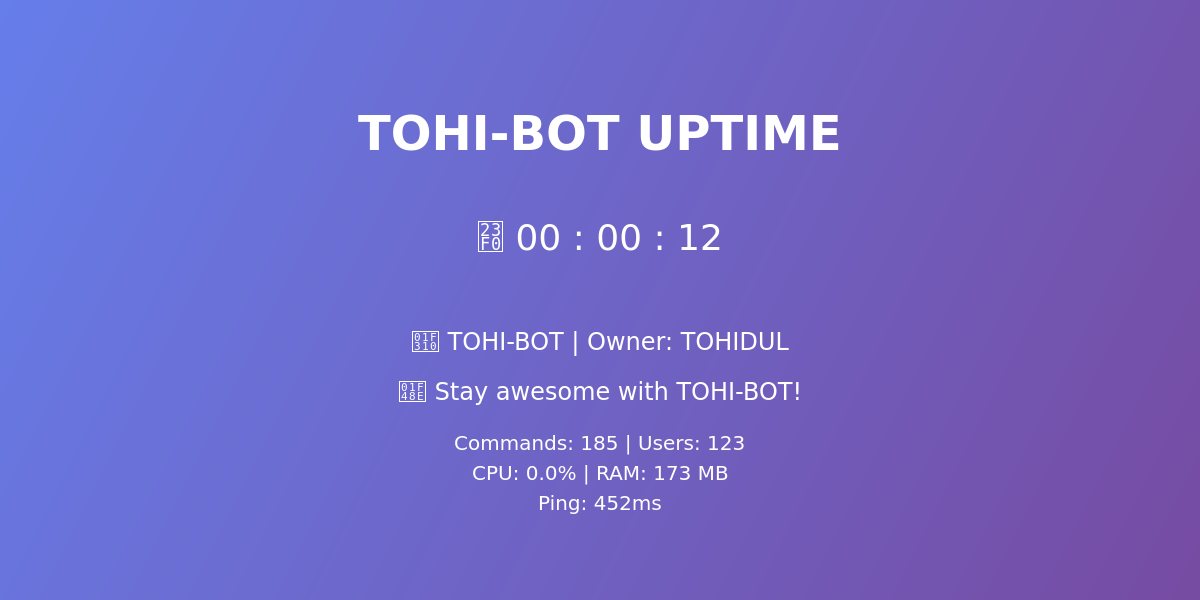 TOHI-BOT UPTIME
⏰ 00 : 00 : 12
🌐 TOHI-BOT | Owner: TOHIDUL
💎 Stay awesome with TOHI-BOT!
Commands: 185 | Users: 123
CPU: 0.0% | RAM: 173 MB
Ping: 452ms